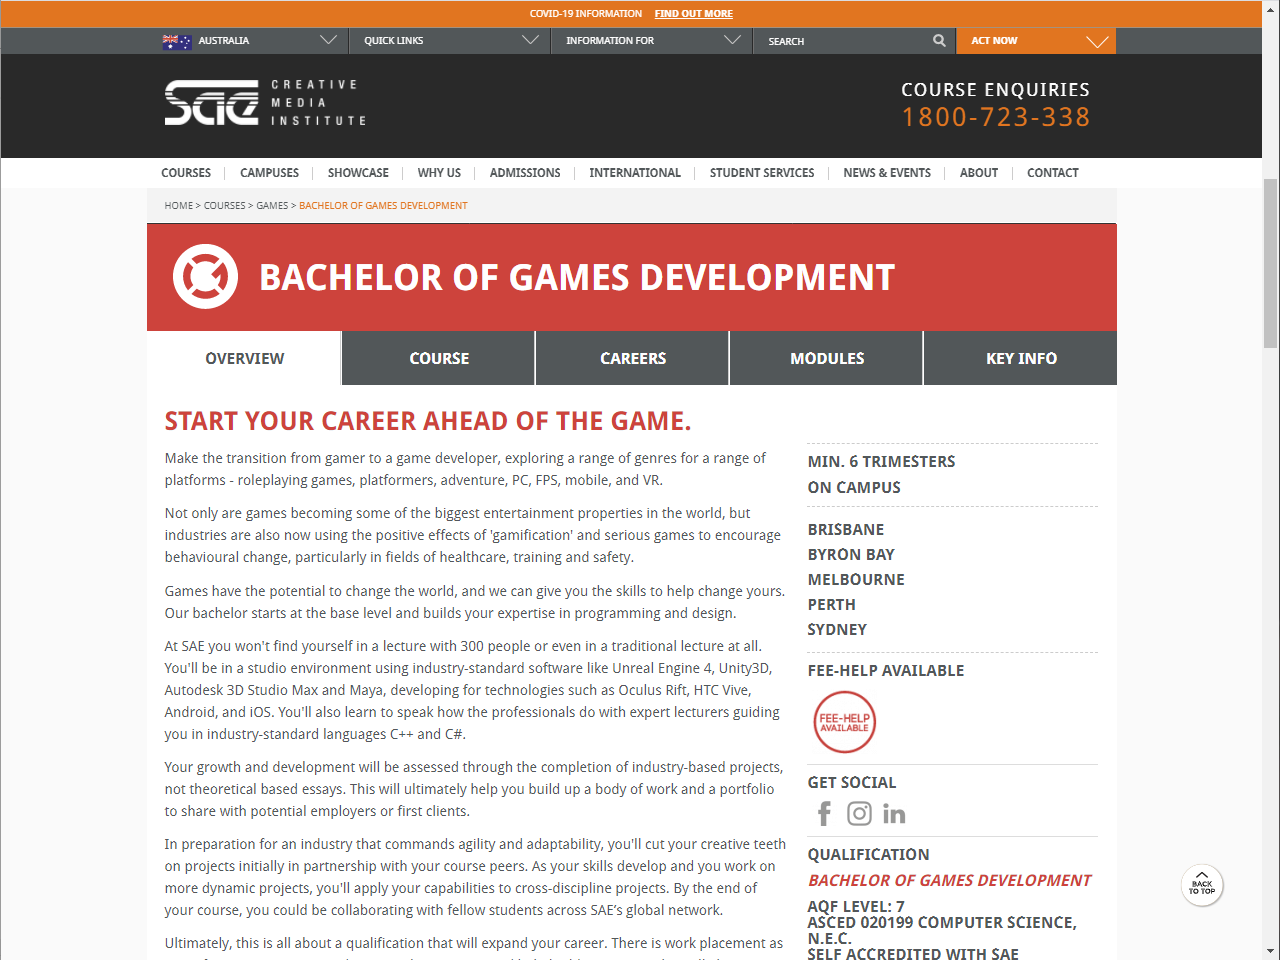 COVID-19 INFORMATION FIND OUT MORE
AUSTRALIA QUICK LINKS INFORMATION FOR SEARCH ACT NOW
sae CREATIVE MEDIA INSTITUTE
COURSE ENQUIRIES
1800-723-338
COURSES CAMPUSES SHOWCASE WHY US ADMISSIONS INTERNATIONAL STUDENT SERVICES NEWS & EVENTS ABOUT CONTACT
HOME > COURSES > GAMES > BACHELOR OF GAMES DEVELOPMENT
BACHELOR OF GAMES DEVELOPMENT
OVERVIEW COURSE CAREERS MODULES KEY INFO
START YOUR CAREER AHEAD OF THE GAME.
Make the transition from gamer to a game developer, exploring a range of genres for a range of
platforms - roleplaying games, platformers, adventure, PC, FPS, mobile, and VR.
Not only are games becoming some of the biggest entertainment properties in the world, but
industries are also now using the positive effects of 'gamification' and serious games to encourage
behavioural change, particularly in fields of healthcare, training and safety.
Games have the potential to change the world, and we can give you the skills to help change yours.
Our bachelor starts at the base level and builds your expertise in programming and design.
At SAE you won't find yourself in a lecture with 300 people or even in a traditional lecture at all.
You'll be in a studio environment using industry-standard software like Unreal Engine 4, Unity3D,
Autodesk 3D Studio Max and Maya, developing for technologies such as Oculus Rift, HTC Vive,
Android, and iOS. You'll also learn to speak how the professionals do with expert lecturers guiding
you in industry-standard languages C++ and C#.
Your growth and development will be assessed through the completion of industry-based projects,
not theoretical based essays. This will ultimately help you build up a body of work and a portfolio
to share with potential employers or first clients.
In preparation for an industry that commands agility and adaptability, you'll cut your creative teeth
on projects initially in partnership with your course peers. As your skills develop and you work on
more dynamic projects, you'll apply your capabilities to cross-discipline projects. By the end of
your course, you could be collaborating with fellow students across SAE’s global network.
Ultimately, this is all about a qualification that will expand your career. There is work placement as
MIN. 6 TRIMESTERS
ON CAMPUS
BRISBANE
BYRON BAY
MELBOURNE
PERTH
SYDNEY
FEE-HELP AVAILABLE
FEE-HELP
AVAILABLE
GET SOCIAL
QUALIFICATION
BACHELOR OF GAMES DEVELOPMENT
AQF LEVEL: 7
ASCED 020199 COMPUTER SCIENCE,
N.E.C.
SELF ACCREDITED WITH SAE
BACK
TO TOP